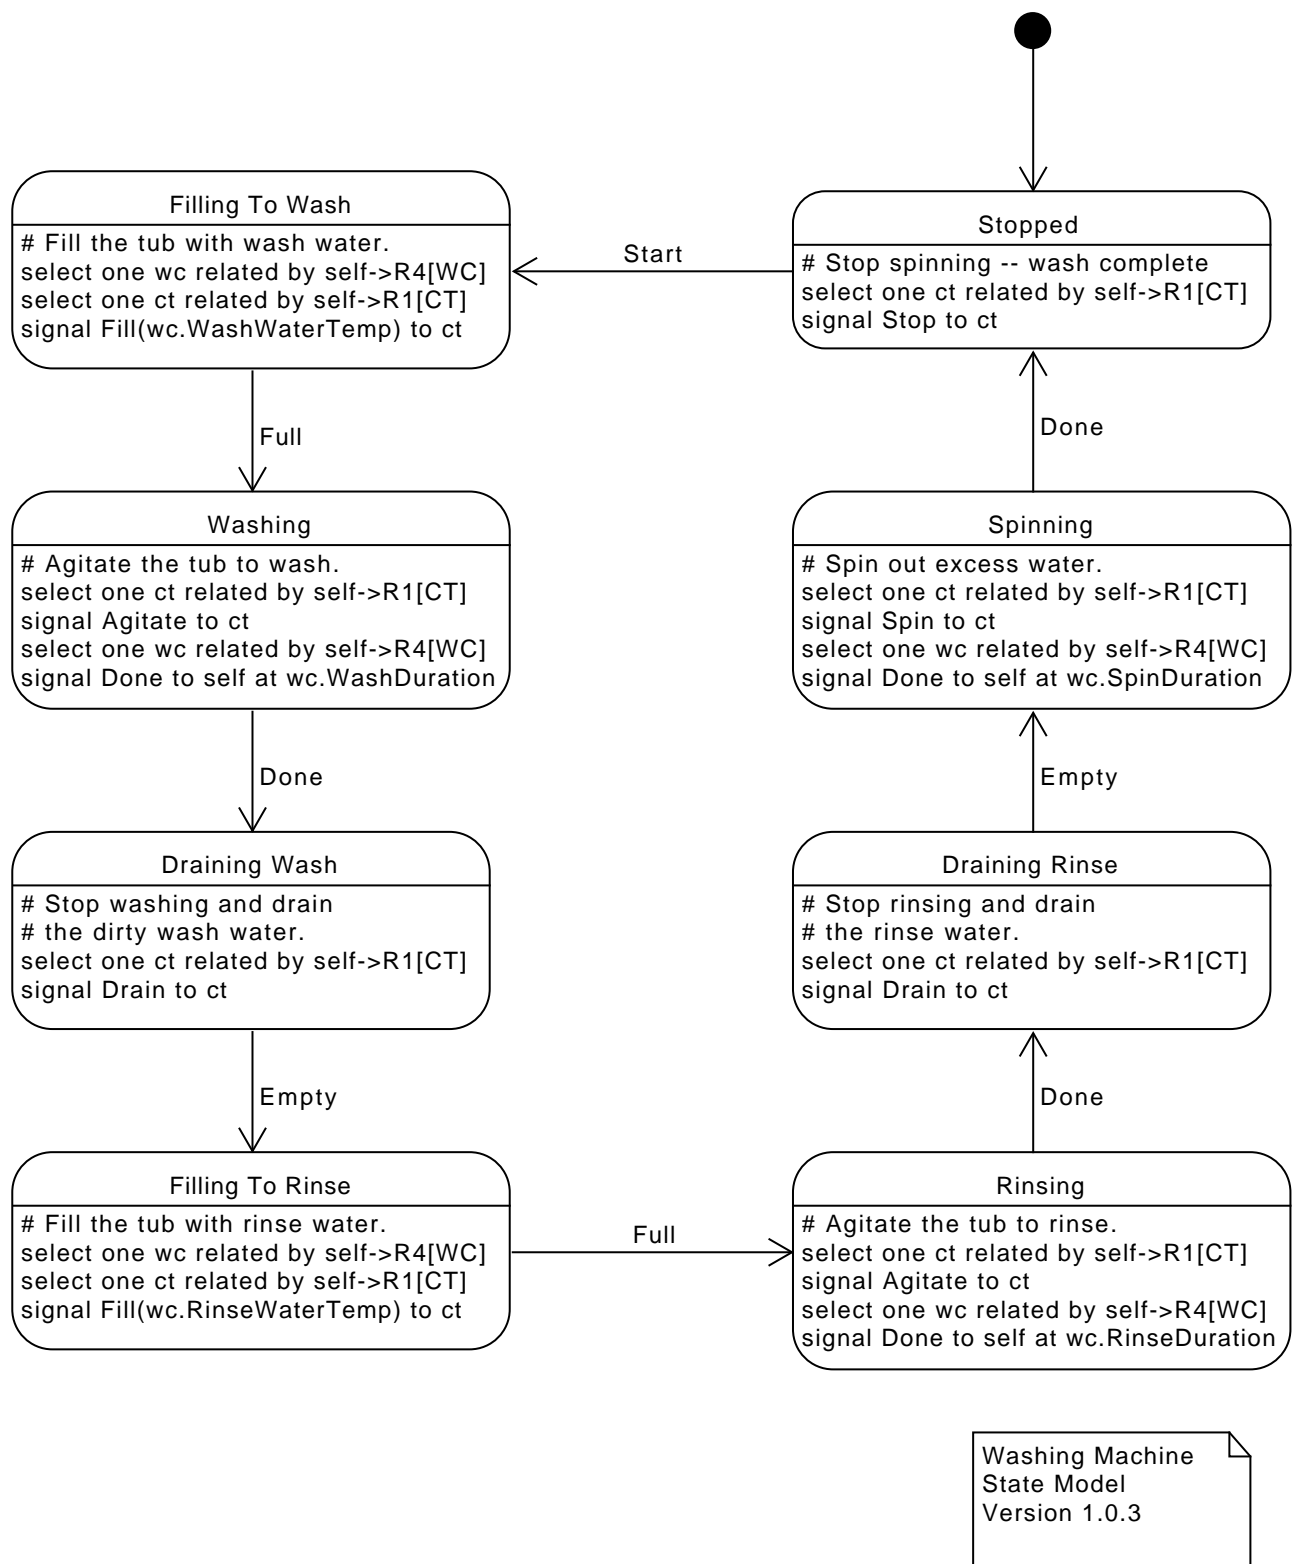 Filling To Wash
# Fill the tub with wash water.
select one wc related by self->R4[WC]
select one ct related by self->R1[CT]
signal Fill(wc.WashWaterTemp) to ct
Start
Stopped
# Stop spinning -- wash complete
select one ct related by self->R1[CT]
signal Stop to ct
Full
Done
Washing
# Agitate the tub to wash.
select one ct related by self->R1[CT]
signal Agitate to ct
select one wc related by self->R4[WC]
signal Done to self at wc.WashDuration
Spinning
# Spin out excess water.
select one ct related by self->R1[CT]
signal Spin to ct
select one wc related by self->R4[WC]
signal Done to self at wc.SpinDuration
Done
Empty
Draining Wash
# Stop washing and drain
# the dirty wash water.
select one ct related by self->R1[CT]
signal Drain to ct
Draining Rinse
# Stop rinsing and drain
# the rinse water.
select one ct related by self->R1[CT]
signal Drain to ct
Empty
Done
Filling To Rinse
# Fill the tub with rinse water.
select one wc related by self->R4[WC]
select one ct related by self->R1[CT]
signal Fill(wc.RinseWaterTemp) to ct
Full
Rinsing
# Agitate the tub to rinse.
select one ct related by self->R1[CT]
signal Agitate to ct
select one wc related by self->R4[WC]
signal Done to self at wc.RinseDuration
Washing Machine
State Model
Version 1.0.3